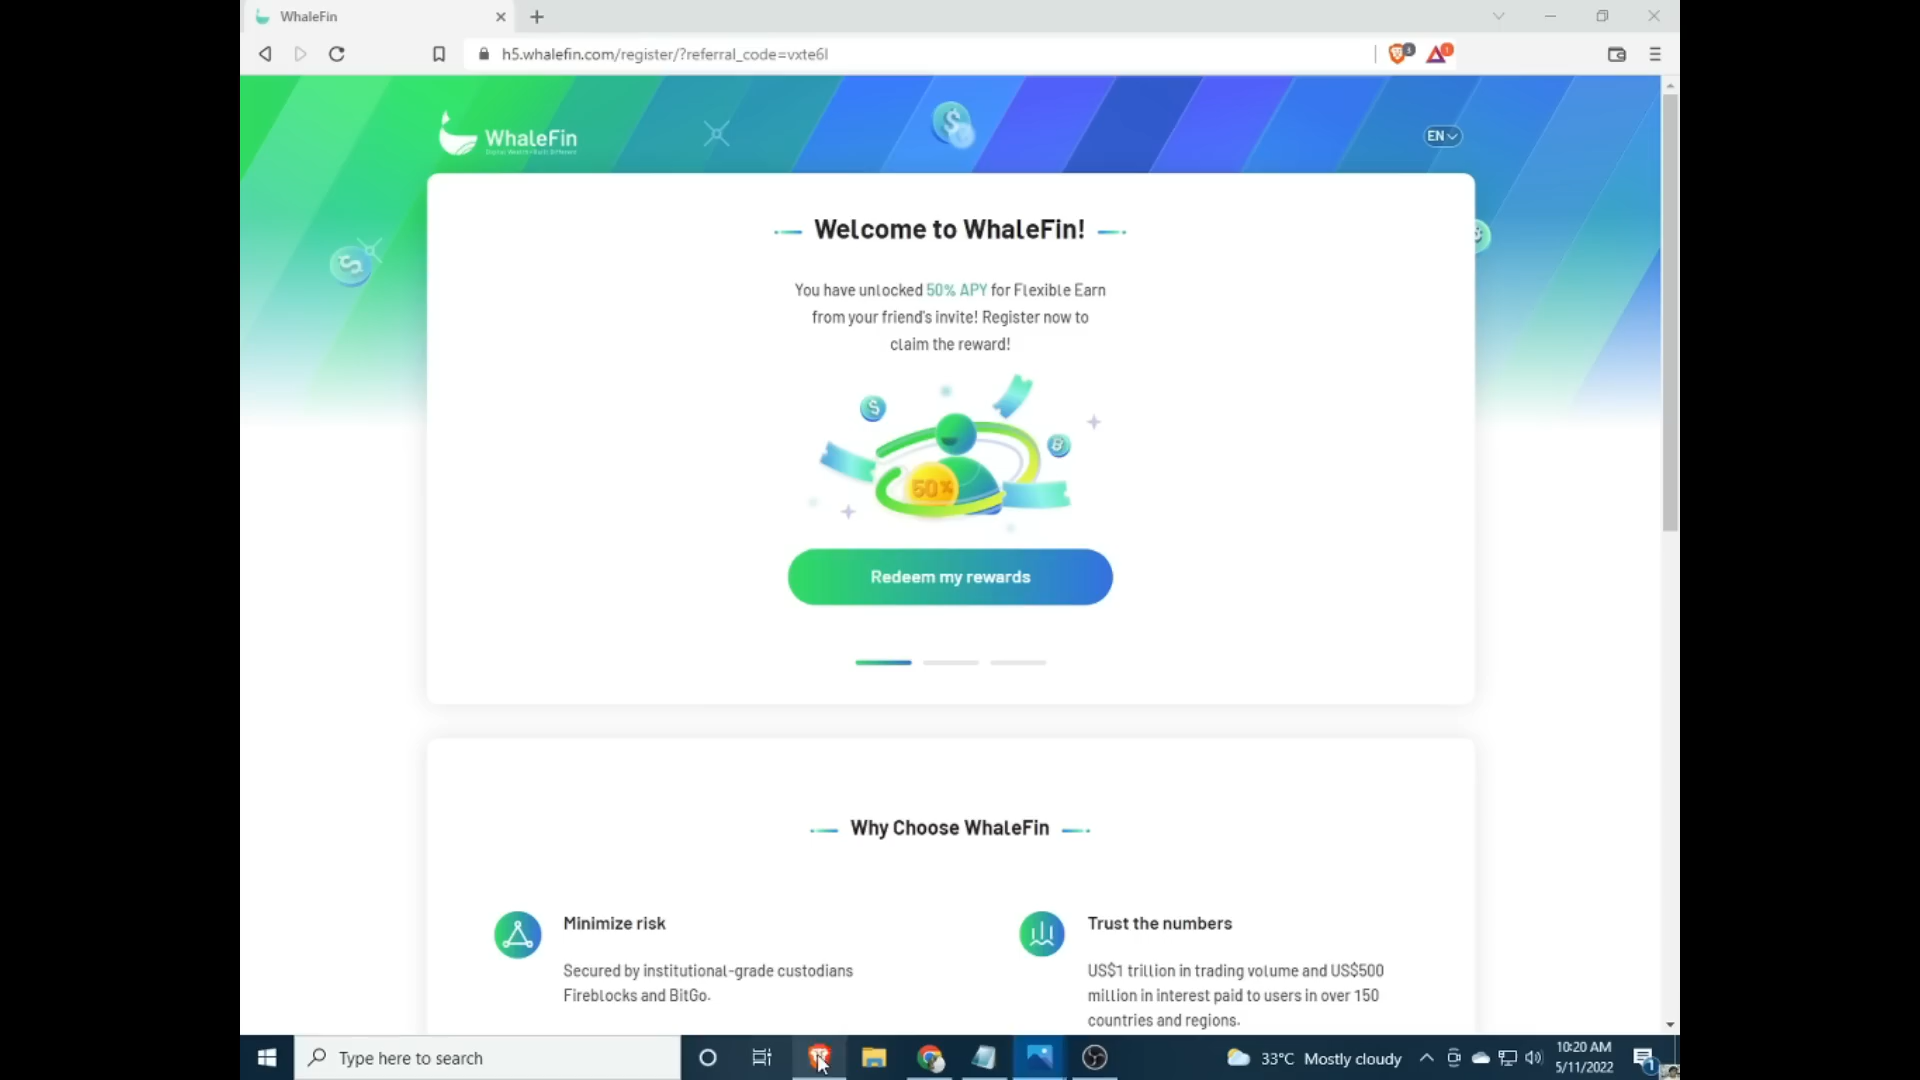 WhaleFin
h5.whalefin.com/register/?referral_code=vxte6l
3
1
WhaleFin
EN
Welcome to WhaleFin!
You have unlocked 50% APY for Flexible Earn
from your friend's invite! Register now to
claim the reward!
50%
Redeem my rewards
Why Choose WhaleFin
Minimize risk
Secured by institutional-grade custodians
Fireblocks and BitGo.
Trust the numbers
US$1 trillion in trading volume and US$500
million in interest paid to users in over 150
countries and regions.
Type here to search
33°C Mostly cloudy
10:20 AM
5/11/2022
1